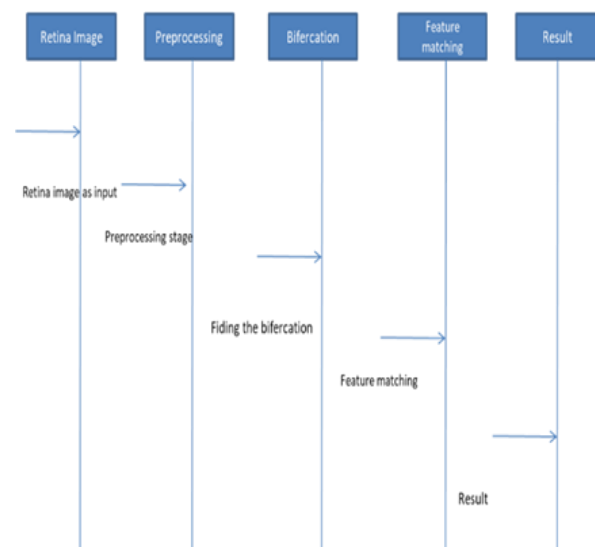 Retina Image
Preprocessing
Bifercation
Feature
matching
Result
Retina image as input
Preprocessing stage
Fiding the bifercation
Feature matching
Result